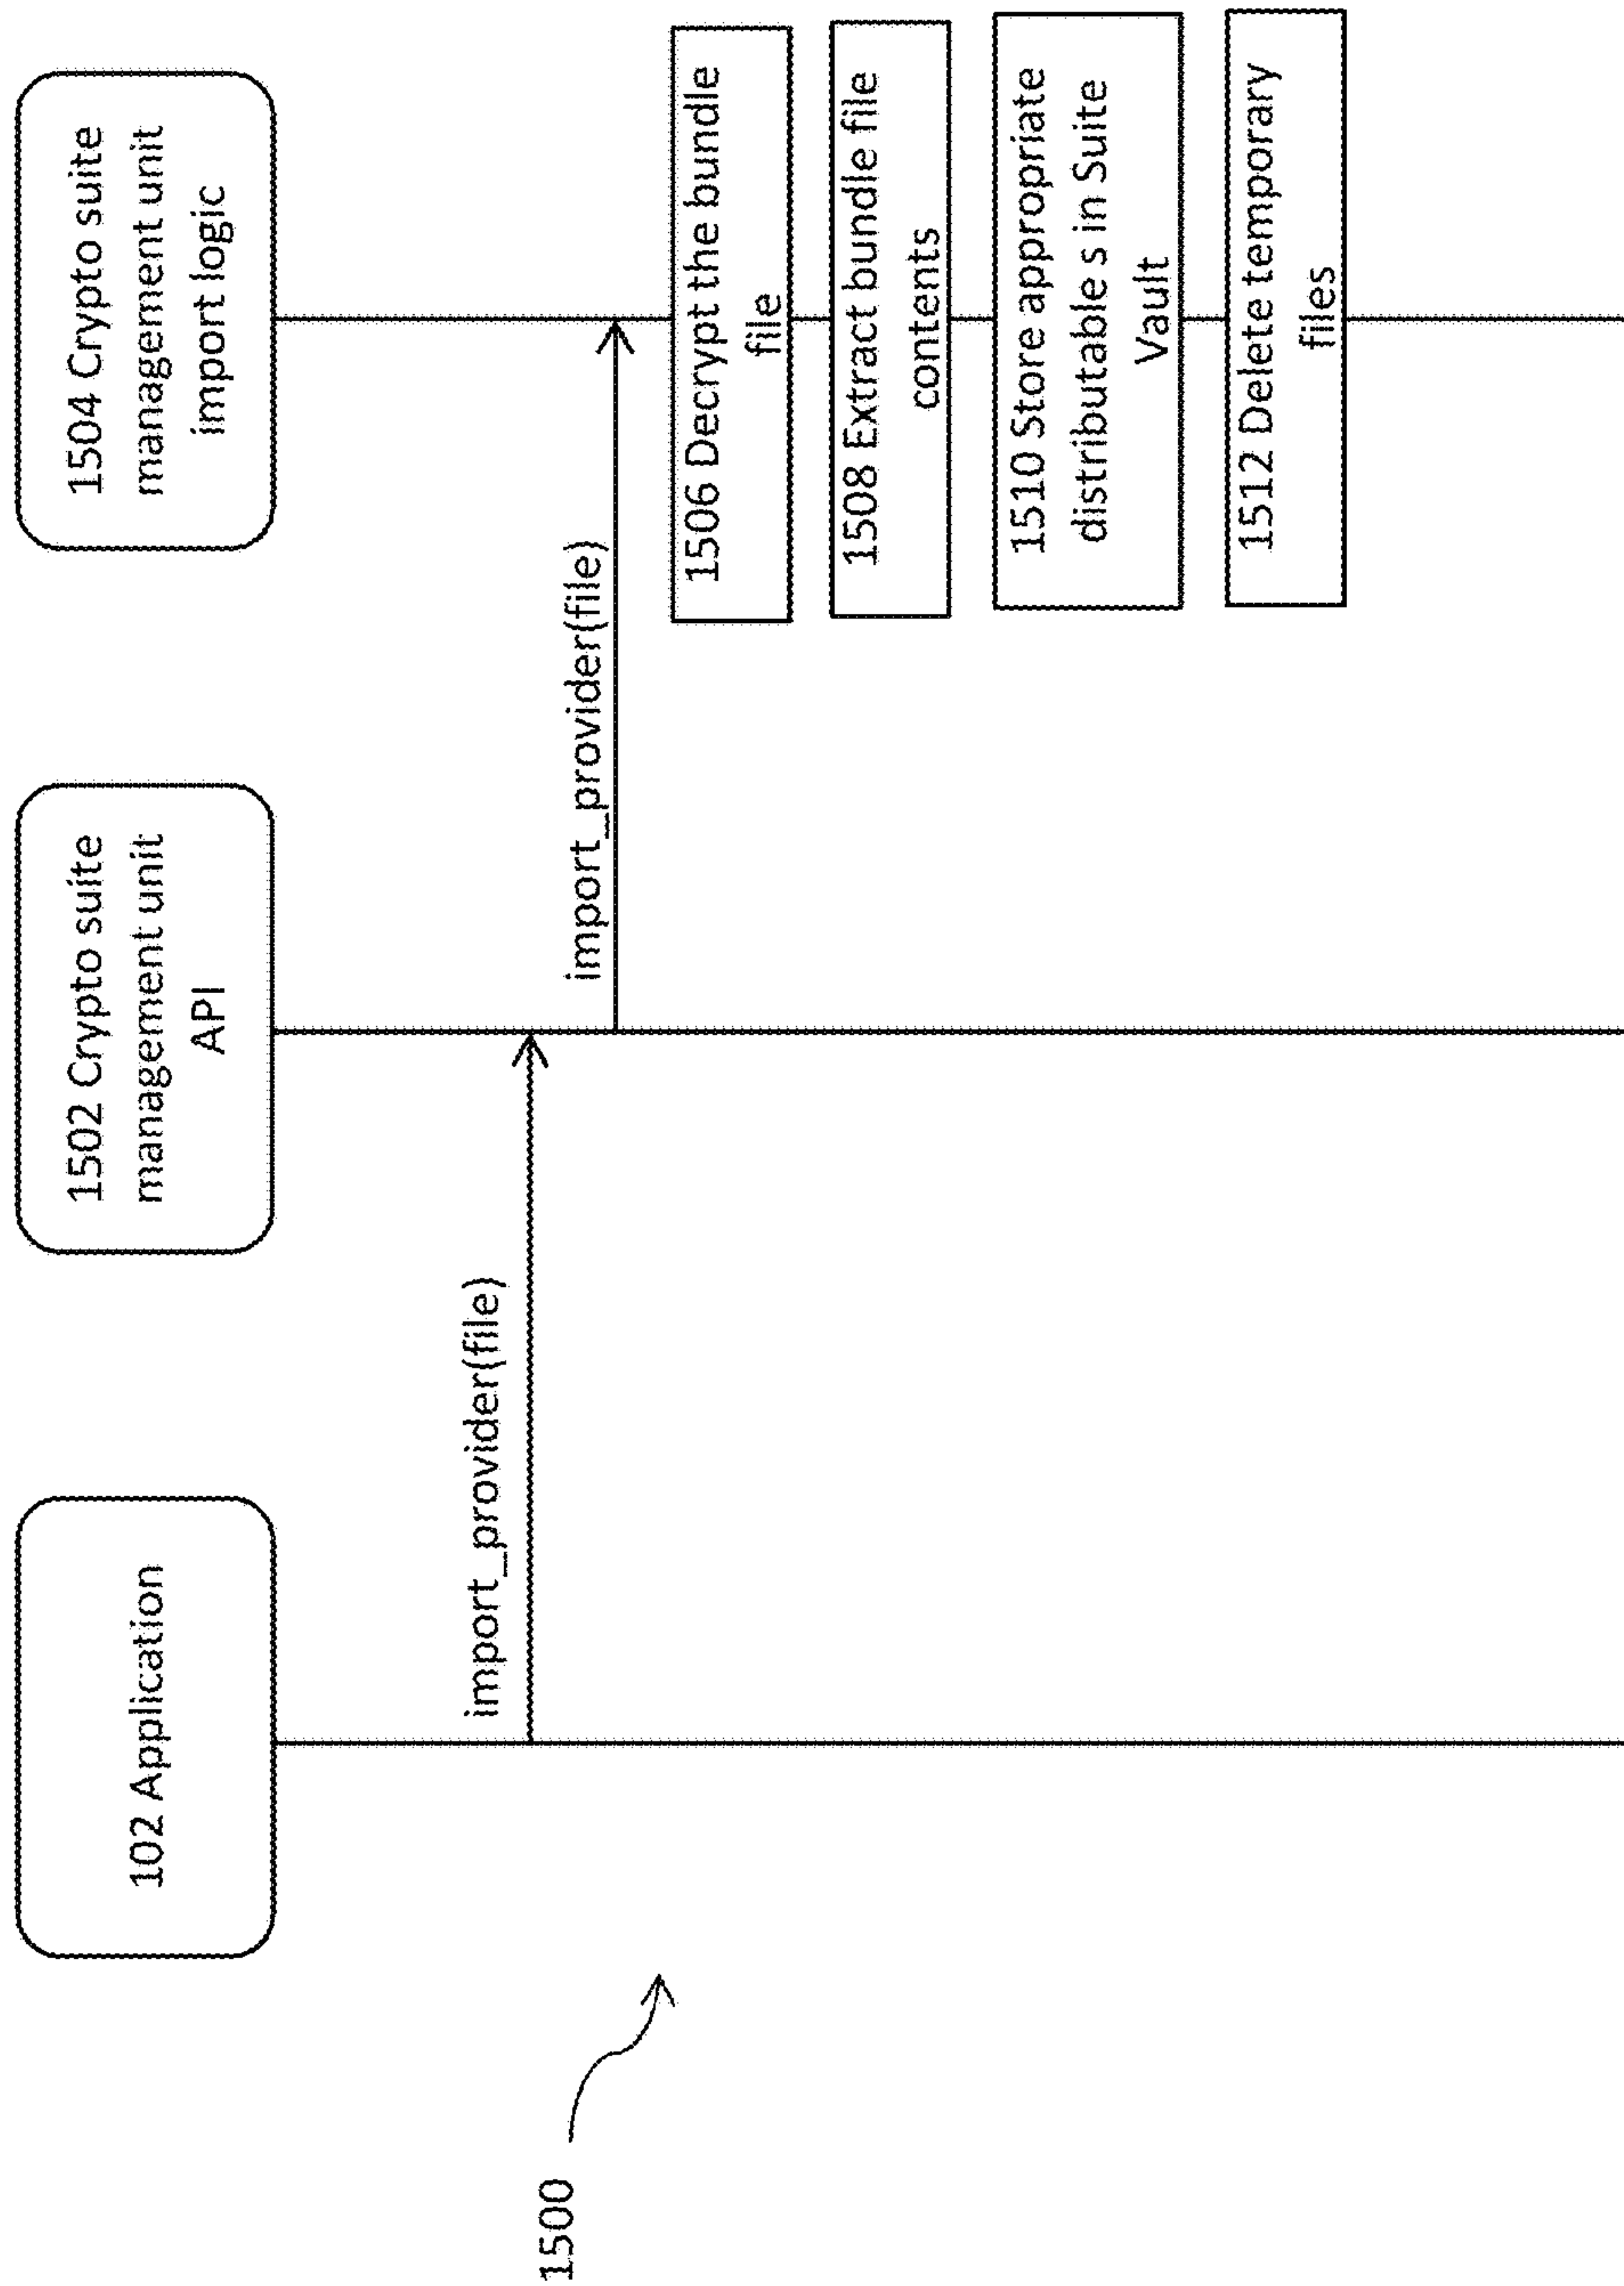 102 Application
1502 Crypto suite
management unit
API
1504 Crypto suite
management unit
import logic
import_provider(file)
import_provider(file)
1506 Decrypt the bundle
file
1508 Extract bundle file
contents
1510 Store appropriate
distributable s in Suite
Vault
1512 Delete temporary
files
1500